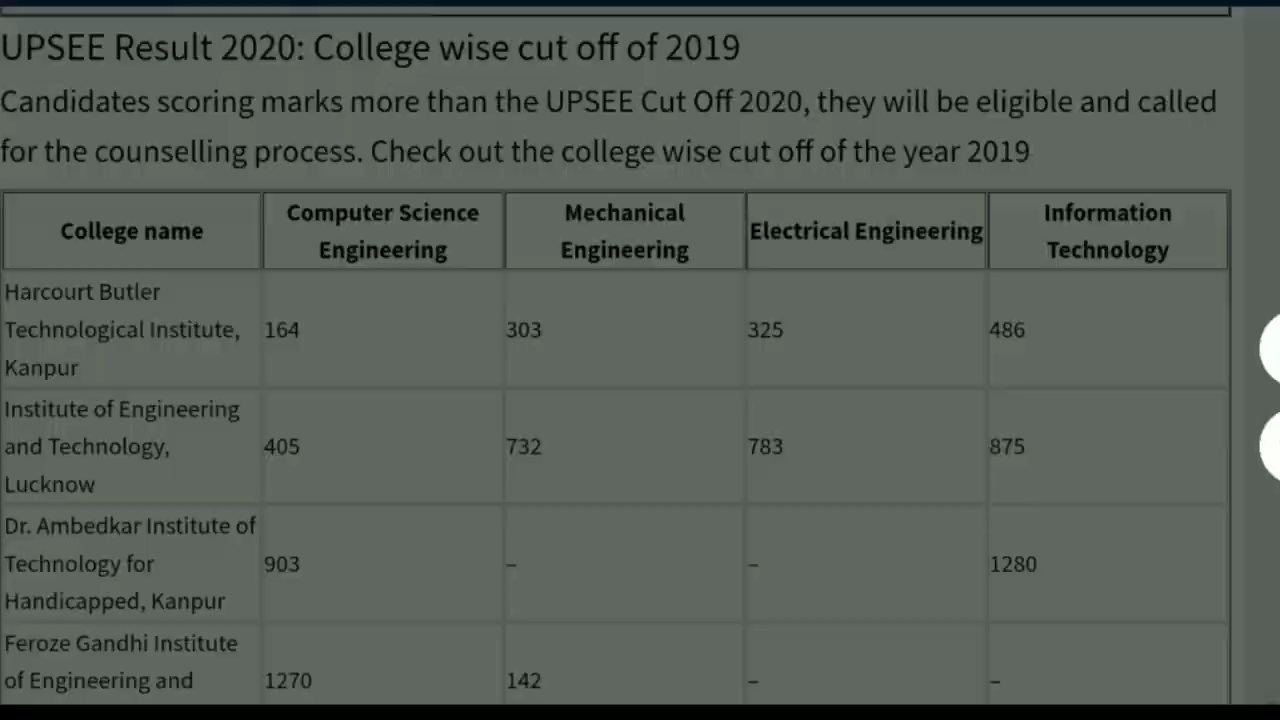 UPSEE Result 2020: College wise cut off of 2019
Candidates scoring marks more than the UPSEE Cut Off 2020, they will be eligible and called
for the counselling process. Check out the college wise cut off of the year 2019
College name
Computer Science
Engineering
Mechanical
Engineering
Electrical Engineering
Information
Technology
Harcourt Butler
Technological Institute,
Kanpur
164
303
325
486
Institute of Engineering
and Technology,
Lucknow
405
732
783
875
Dr. Ambedkar Institute of
Technology for
Handicapped, Kanpur
903
–
–
1280
Feroze Gandhi Institute
of Engineering and
1270
142
–
–